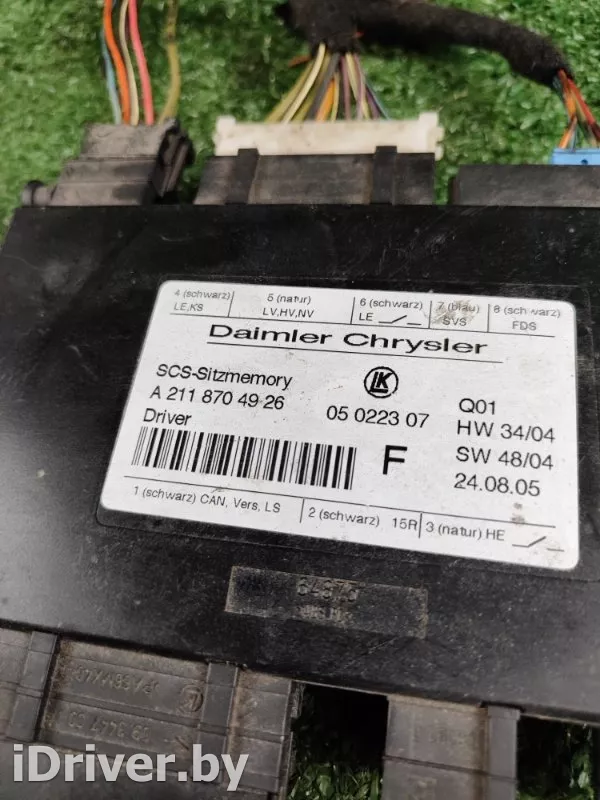 4 (schwarz) 5 (natur) 6 (schwarz) 7 (blau) 8 (schwarz)
LE,KS LV,HV,NV LE SVS FDS
Daimler Chrysler
SCS-Sitzmemory LK Q01
A 211 870 49 26 05 0223 07 HW 34/04
Driver F SW 48/04
24.08.05
1 (schwarz) CAN, Vers, LS 2 (schwarz) 15R 3 (natur) HE
iDriver.by